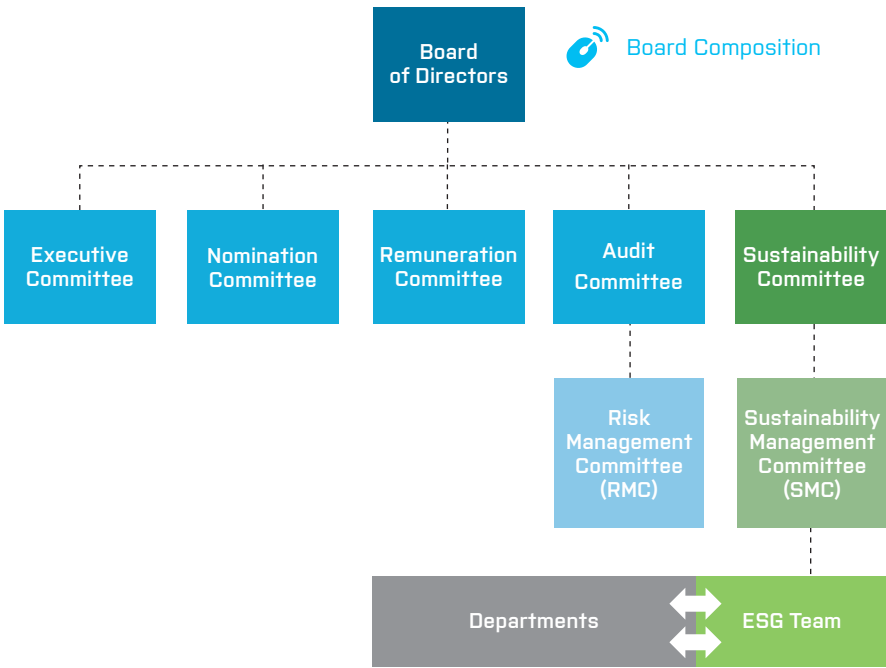 Board
of Directors
Board Composition
Executive
Committee
Nomination
Committee
Remuneration
Committee
Audit
Committee
Sustainability
Committee
Risk
Management
Committee
(RMC)
Sustainability
Management
Committee
(SMC)
Departments
ESG Team